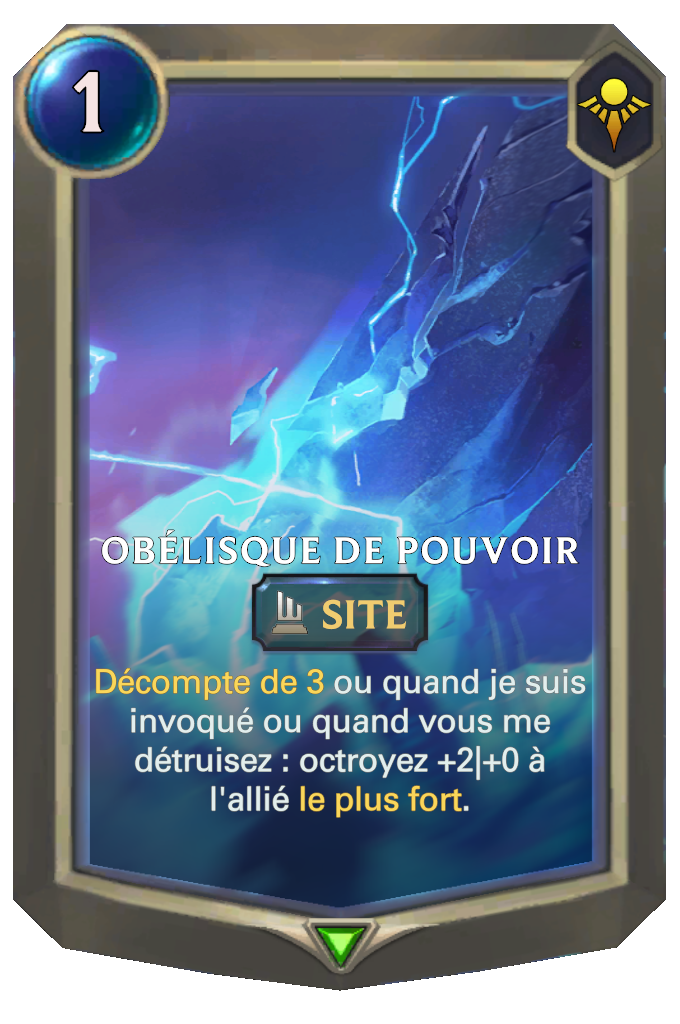 1
OBÉLISQUE DE POUVOIR
SITE
Décompte de 3 ou quand je suis
invoqué ou quand vous me
détruisez : octroyez +2|+0 à
l'allié le plus fort.